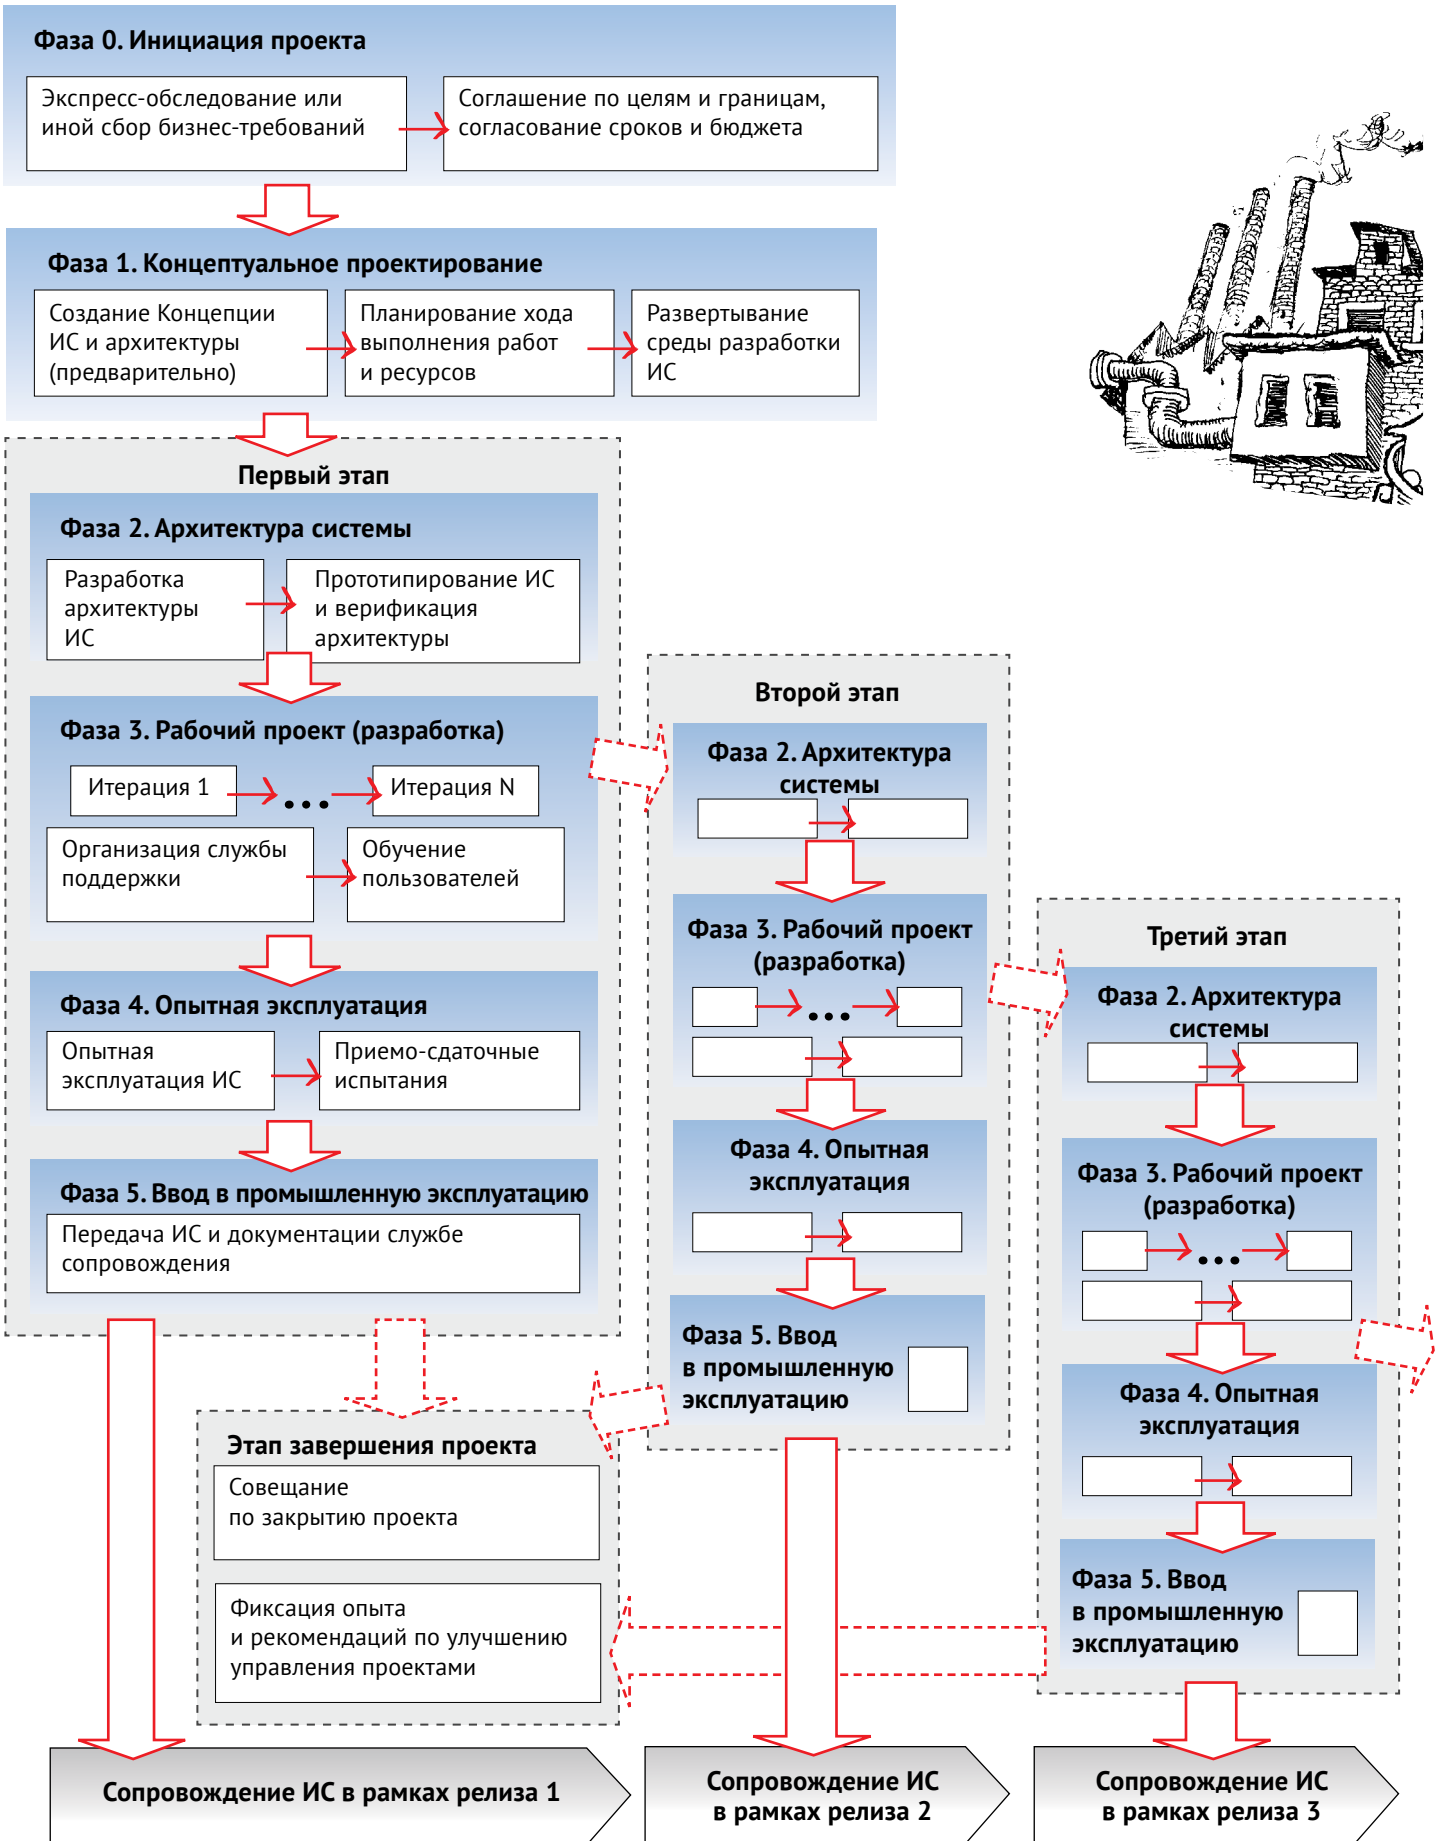 Фаза 0. Инициация проекта
Экспресс-обследование или
иной сбор бизнес-требований
Соглашение по целям и границам,
согласование сроков и бюджета
Фаза 1. Концептуальное проектирование
Создание Концепции
ИС и архитектуры
(предварительно)
Планирование хода
выполнения работ
и ресурсов
Развертывание
среды разработки
ИС
Первый этап
Фаза 2. Архитектура системы
Разработка
архитектуры
ИС
Прототипирование ИС
и верификация
архитектуры
Фаза 3. Рабочий проект (разработка)
Итерация 1
...
Итерация N
Организация службы
поддержки
Обучение
пользователей
Фаза 4. Опытная эксплуатация
Опытная
эксплуатация ИС
Приемо-сдаточные
испытания
Фаза 5. Ввод в промышленную эксплуатацию
Передача ИС и документации службе
сопровождения
Второй этап
Фаза 2. Архитектура
системы
Фаза 3. Рабочий проект
(разработка)
...
Фаза 4. Опытная
эксплуатация
Фаза 5. Ввод
в промышленную
эксплуатацию
Третий этап
Фаза 2. Архитектура
системы
Фаза 3. Рабочий проект
(разработка)
...
Фаза 4. Опытная
эксплуатация
Фаза 5. Ввод
в промышленную
эксплуатацию
Этап завершения проекта
Совещание
по закрытию проекта
Фиксация опыта
и рекомендаций по улучшению
управления проектами
Сопровождение ИС в рамках релиза 1
Сопровождение ИС
в рамках релиза 2
Сопровождение ИС
в рамках релиза 3